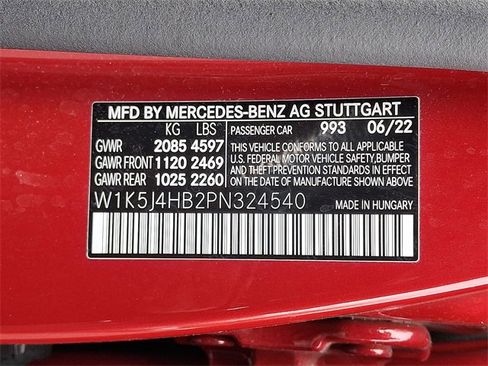 MFD BY MERCEDES-BENZ AG STUTTGART
KG LBS PASSENGER CAR 993 06/22
GVWR 2085 4597 THIS VEHICLE CONFORMS TO ALL APPLICABLE
GAWR FRONT 1120 2469 U.S. FEDERAL MOTOR VEHICLE SAFETY, BUMPER
GAWR REAR 1025 2260 AND THEFT PREVENTION STANDARDS IN EFFECT
ON THE DATE OF MANUFACTURE SHOWN ABOVE.
W1K5J4HB2PN324540 MADE IN HUNGARY